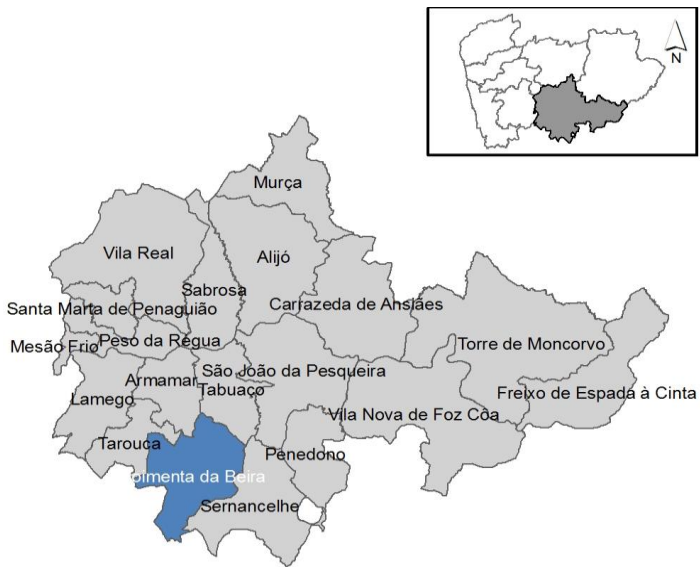 N
Murça
Vila Real
Alijó
Sabrosa
Santa Marta de Penaguião
Carrazeda de Ansiães
Mesão Frio
Peso da Régua
Torre de Moncorvo
São João da Pesqueira
Armamar
Tabuaço
Lamego
Freixo de Espada à Cinta
Vila Nova de Foz Côa
Tarouca
Penedono
oimenta da Beira
Sernancelhe